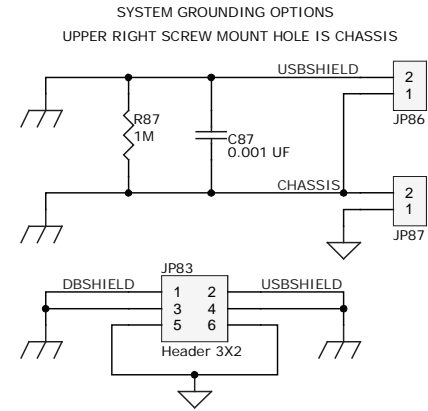 SYSTEM GROUNDING OPTIONS
UPPER RIGHT SCREW MOUNT HOLE IS CHASSIS
USBSHIELD
2
1
JP86
R87
1M
C87
0.001 UF
CHASSIS
2
1
JP87
JP83
DBSHIELD
1 2
USBSHIELD
3 4
5 6
Header 3X2